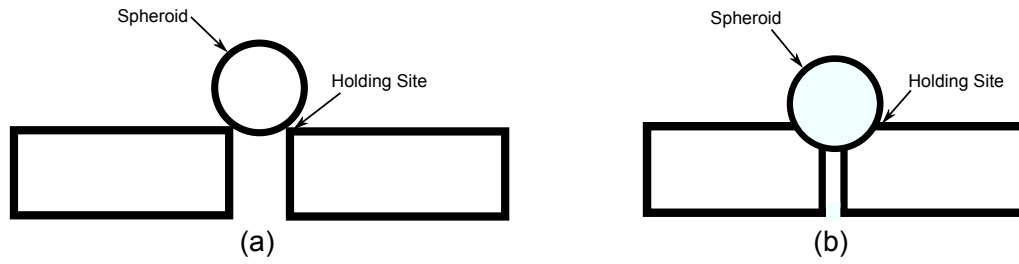 Spheroid
Holding Site
(a)
Spheroid
Holding Site
(b)